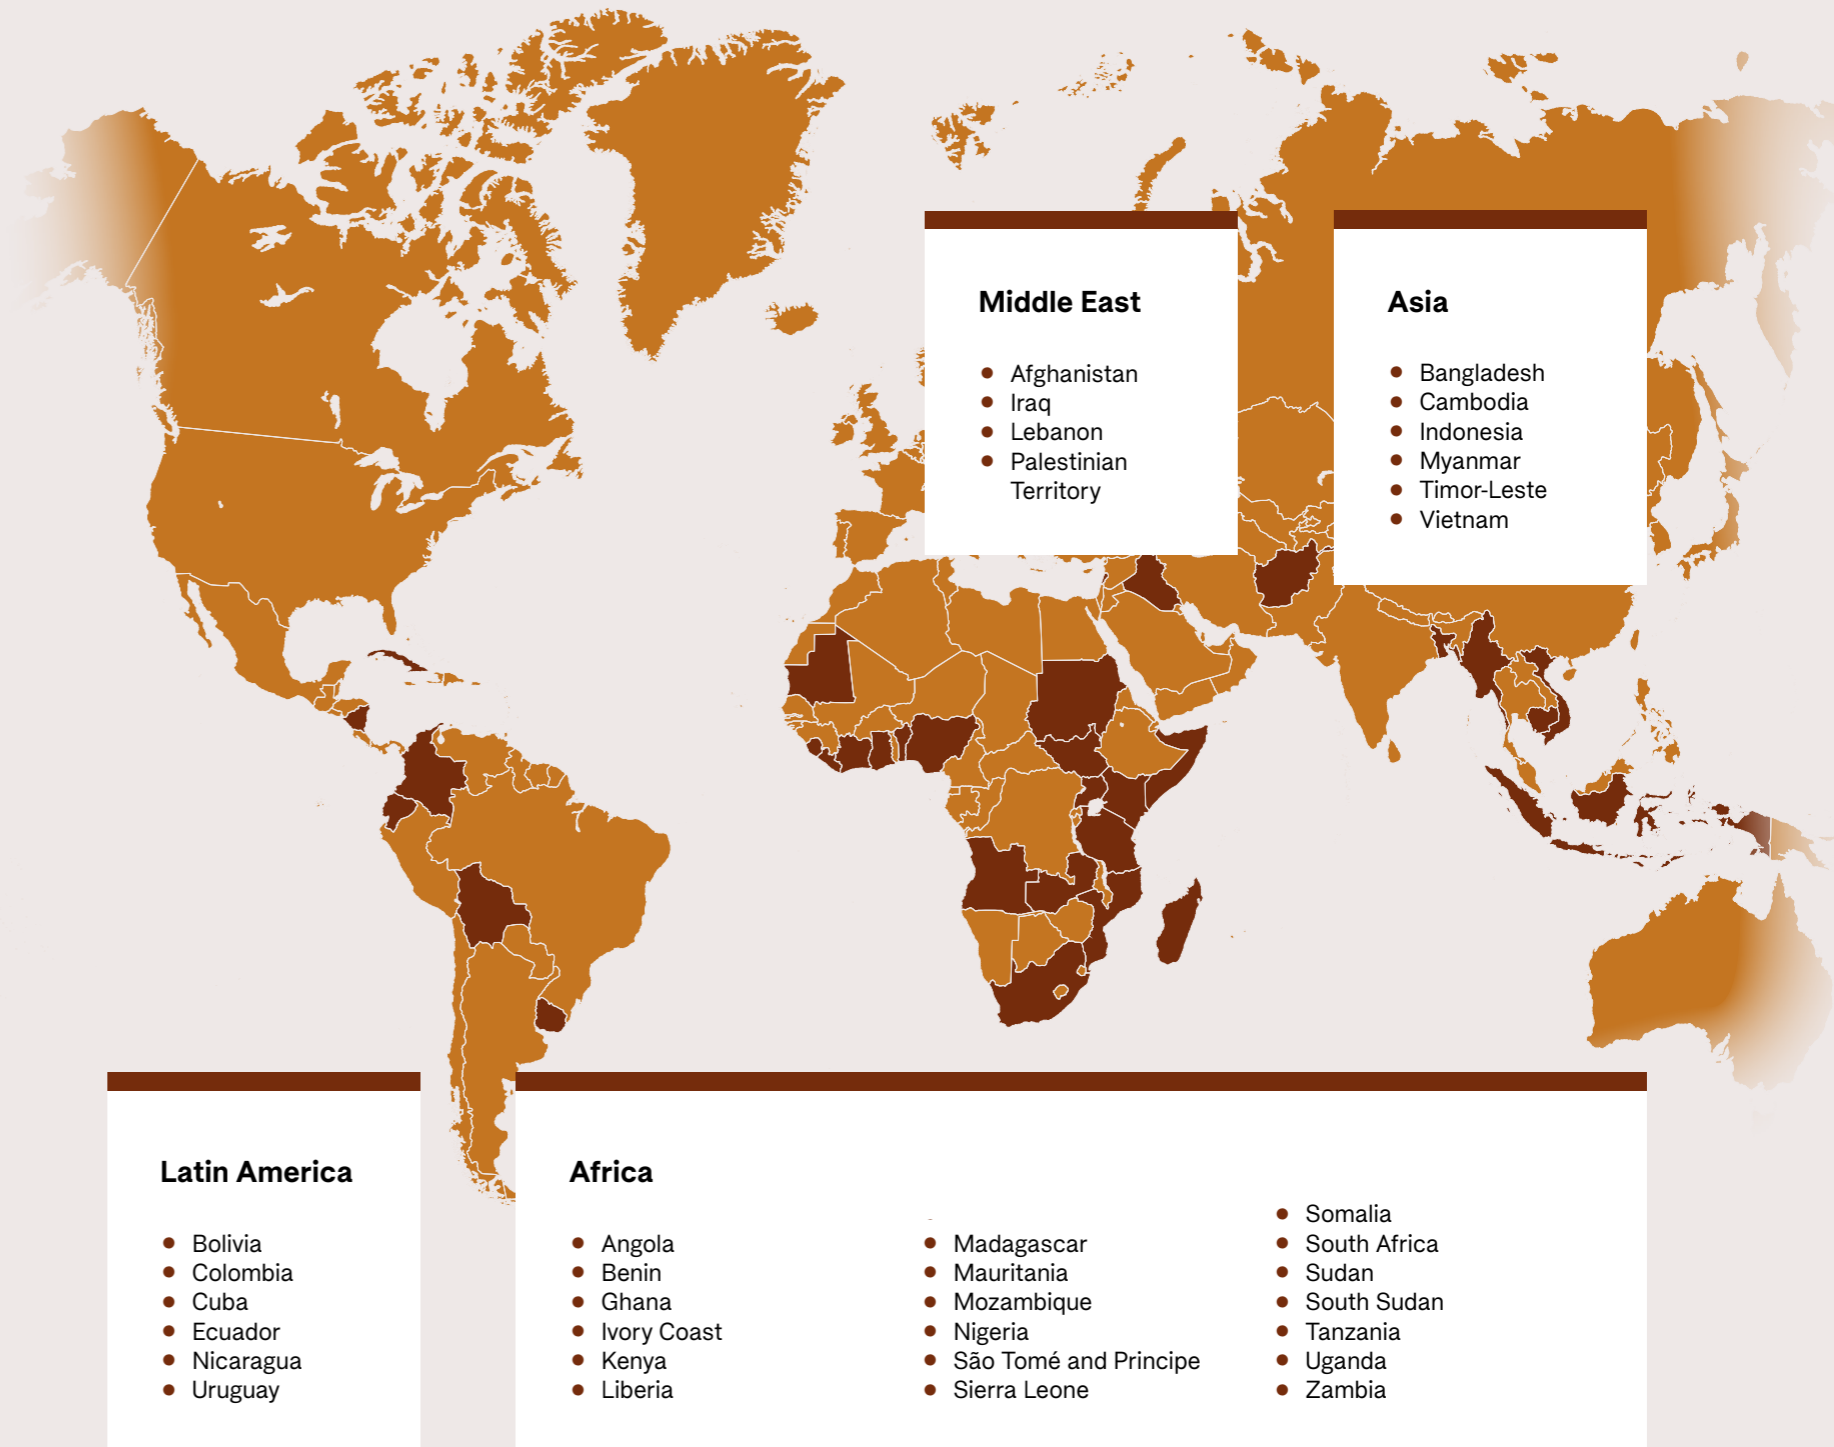 Middle East
Afghanistan
Iraq
Lebanon
Palestinian
Territory
Asia
Bangladesh
Cambodia
Indonesia
Myanmar
Timor-Leste
Vietnam
Latin America
Bolivia
Colombia
Cuba
Ecuador
Nicaragua
Uruguay
Africa
Angola
Benin
Ghana
Ivory Coast
Kenya
Liberia
Madagascar
Mauritania
Mozambique
Nigeria
São Tomé and Principe
Sierra Leone
Somalia
South Africa
Sudan
South Sudan
Tanzania
Uganda
Zambia